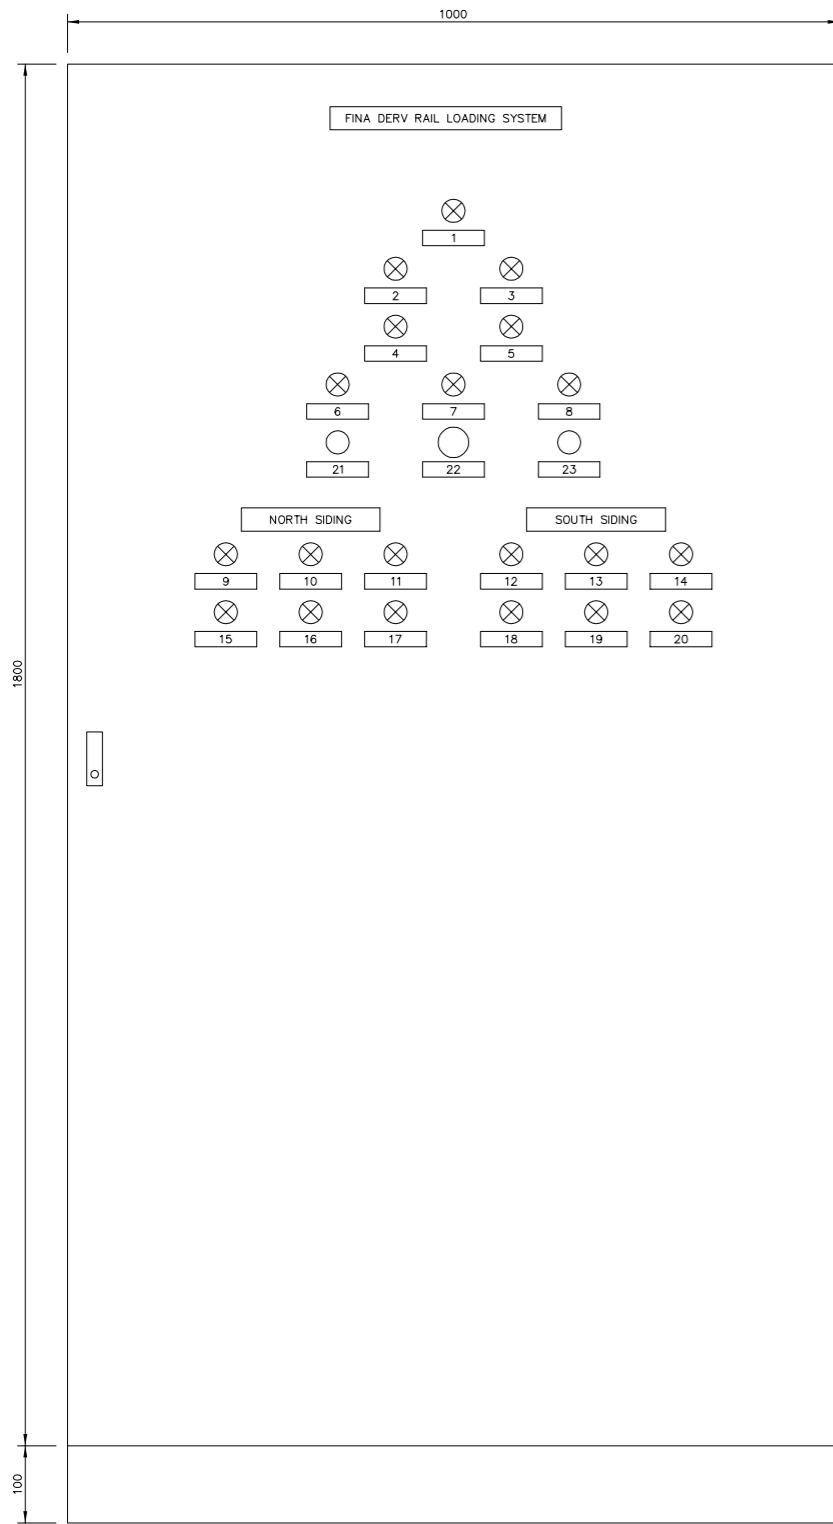 1000
FINA DERV RAIL LOADING SYSTEM
1
2 3
4 5
6 7 8
21 22 23
NORTH SIDING SOUTH SIDING
9 10 11 12 13 14
15 16 17 18 19 20
1800
100